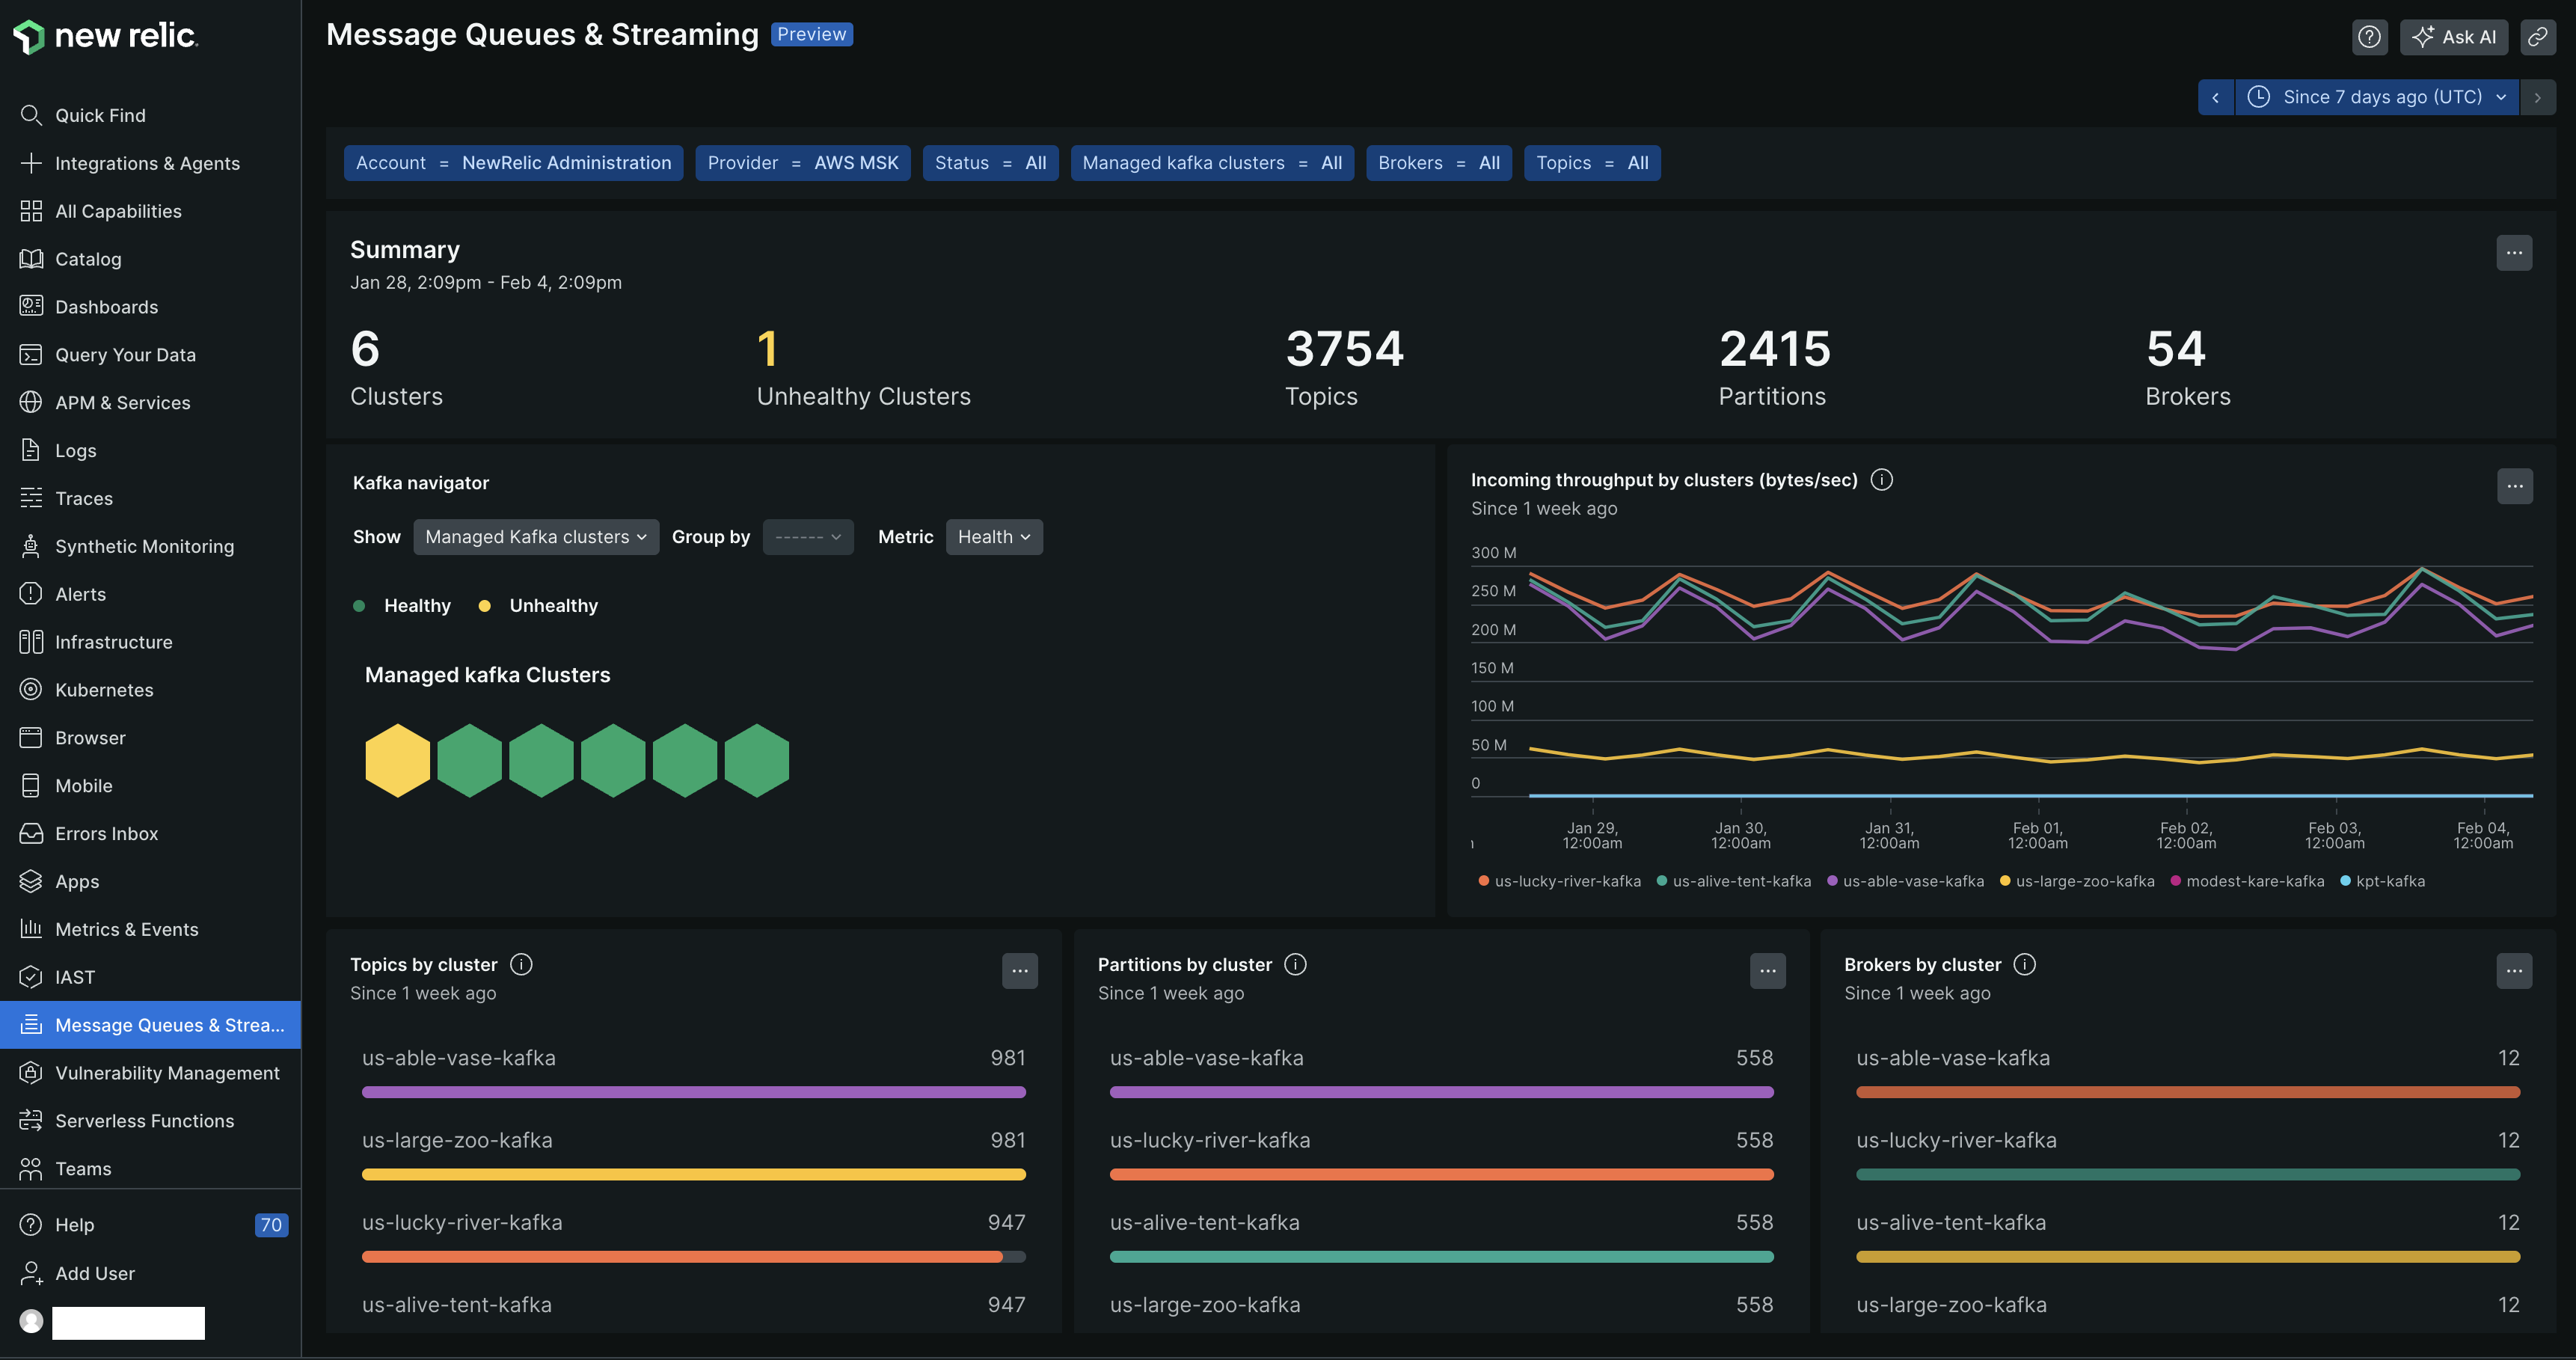 new relic.
Quick Find
Integrations & Agents
All Capabilities
Catalog
Dashboards
Query Your Data
APM & Services
Logs
Traces
Synthetic Monitoring
Alerts
Infrastructure
Kubernetes
Browser
Mobile
Errors Inbox
Apps
Metrics & Events
IAST
Message Queues & Strea...
Vulnerability Management
Serverless Functions
Teams
Help 70
Add User
Message Queues & Streaming Preview
Ask AI
Since 7 days ago (UTC)
Account = NewRelic Administration Provider = AWS MSK Status = All Managed kafka clusters = All Brokers = All Topics = All
Summary
Jan 28, 2:09pm - Feb 4, 2:09pm
6 1 3754 2415 54
Clusters Unhealthy Clusters Topics Partitions Brokers
Kafka navigator
Show Managed Kafka clusters Group by ------ Metric Health
Healthy Unhealthy
Managed kafka Clusters
Incoming throughput by clusters (bytes/sec)
Since 1 week ago
300 M
250 M
200 M
150 M
100 M
50 M
0
Jan 29, Jan 30, Jan 31, Feb 01, Feb 02, Feb 03, Feb 04,
12:00am 12:00am 12:00am 12:00am 12:00am 12:00am 12:00am
us-lucky-river-kafka us-alive-tent-kafka us-able-vase-kafka us-large-zoo-kafka modest-kare-kafka kpt-kafka
Topics by cluster
Since 1 week ago
us-able-vase-kafka 981
us-large-zoo-kafka 981
us-lucky-river-kafka 947
us-alive-tent-kafka 947
Partitions by cluster
Since 1 week ago
us-able-vase-kafka 558
us-lucky-river-kafka 558
us-alive-tent-kafka 558
us-large-zoo-kafka 558
Brokers by cluster
Since 1 week ago
us-able-vase-kafka 12
us-lucky-river-kafka 12
us-alive-tent-kafka 12
us-large-zoo-kafka 12